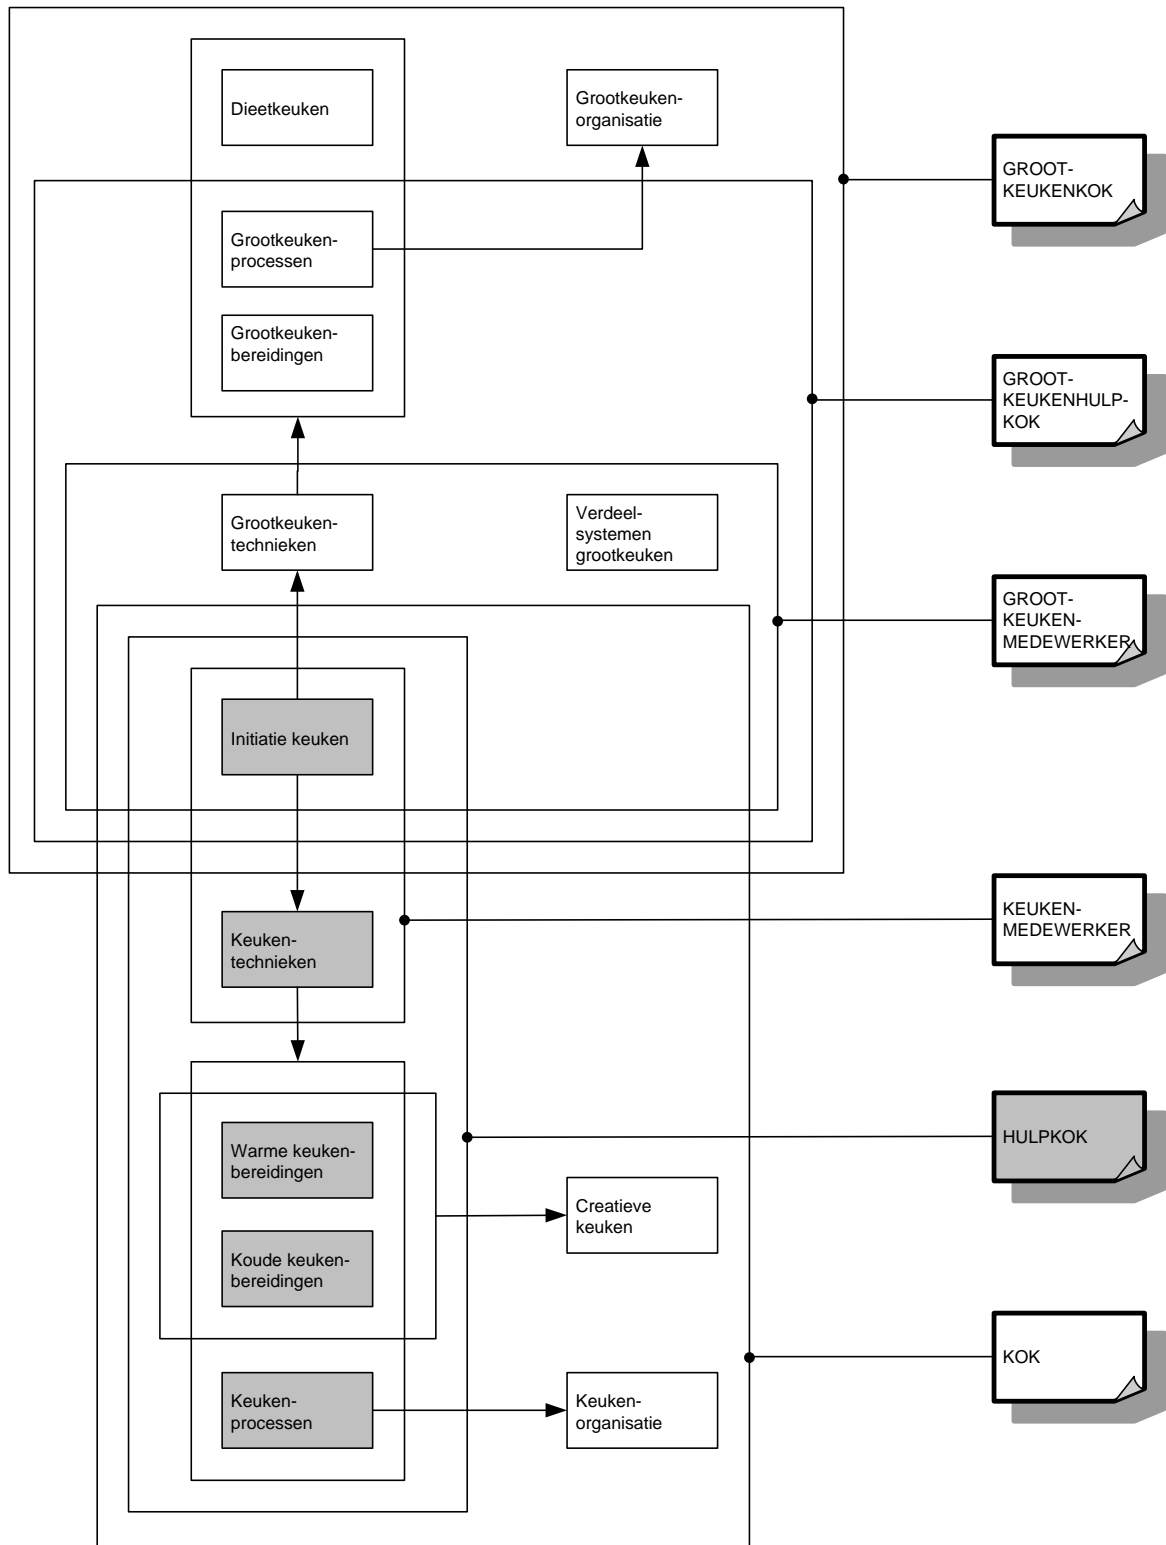 Dieetkeuken
Grootkeuken-
organisatie
GROOT-
KEUKENKOK
Grootkeuken-
processen
Grootkeuken-
bereidingen
GROOT-
KEUKENHULP-
KOK
Grootkeuken-
technieken
Verdeel-
systemen
grootkeuken
GROOT-
KEUKEN-
MEDEWERKER
Initiatie keuken
Keuken-
technieken
KEUKEN-
MEDEWERKER
Warme keuken-
bereidingen
HULPKOK
Creatieve
keuken
Koude keuken-
bereidingen
KOK
Keuken-
processen
Keuken-
organisatie